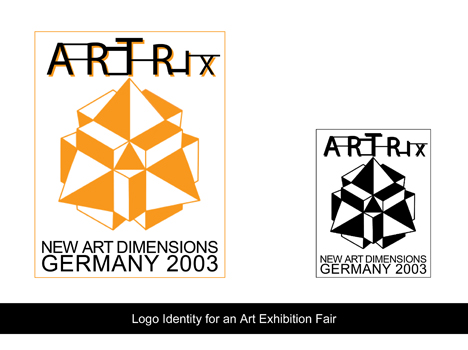 ARTRIX
NEW ART DIMENSIONS
GERMANY 2003
ARTRIX
NEW ART DIMENSIONS
GERMANY 2003
Logo Identity for an Art Exhibition Fair